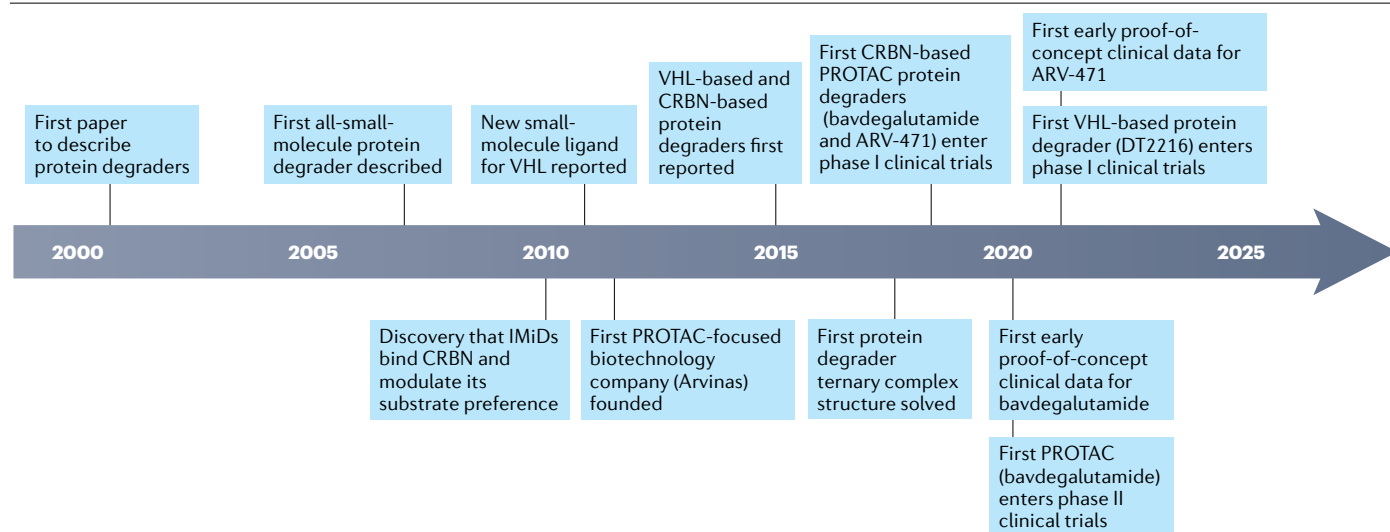 First paper
to describe
protein degraders
First all-small-
molecule protein
degrader described
New small-
molecule ligand
for VHL reported
VHL-based and
CRBN-based
protein
degraders first
reported
First CRBN-based
PROTAC protein
degraders
(bavdegalutamide
and ARV-471) enter
phase I clinical trials
First early proof-of-
concept clinical data for
ARV-471
First VHL-based protein
degrader (DT2216) enters
phase I clinical trials
2000
2005
2010
2015
2020
2025
Discovery that IMiDs
bind CRBN and
modulate its
substrate preference
First PROTAC-focused
biotechnology
company (Arvinas)
founded
First protein
degrader
ternary complex
structure solved
First early
proof-of-concept
clinical data for
bavdegalutamide
First PROTAC
(bavdegalutamide)
enters phase II
clinical trials